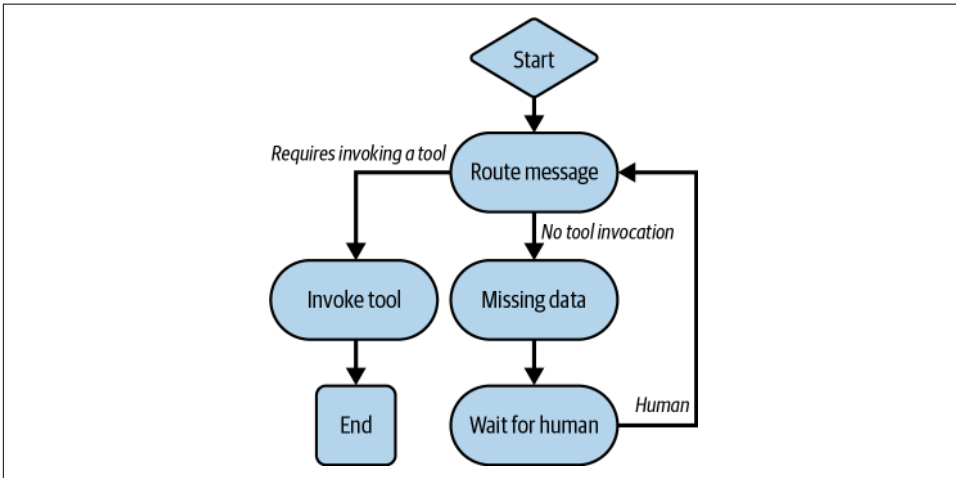 Start
Requires invoking a tool
Route message
No tool invocation
Invoke tool
Missing data
End
Wait for human
Human